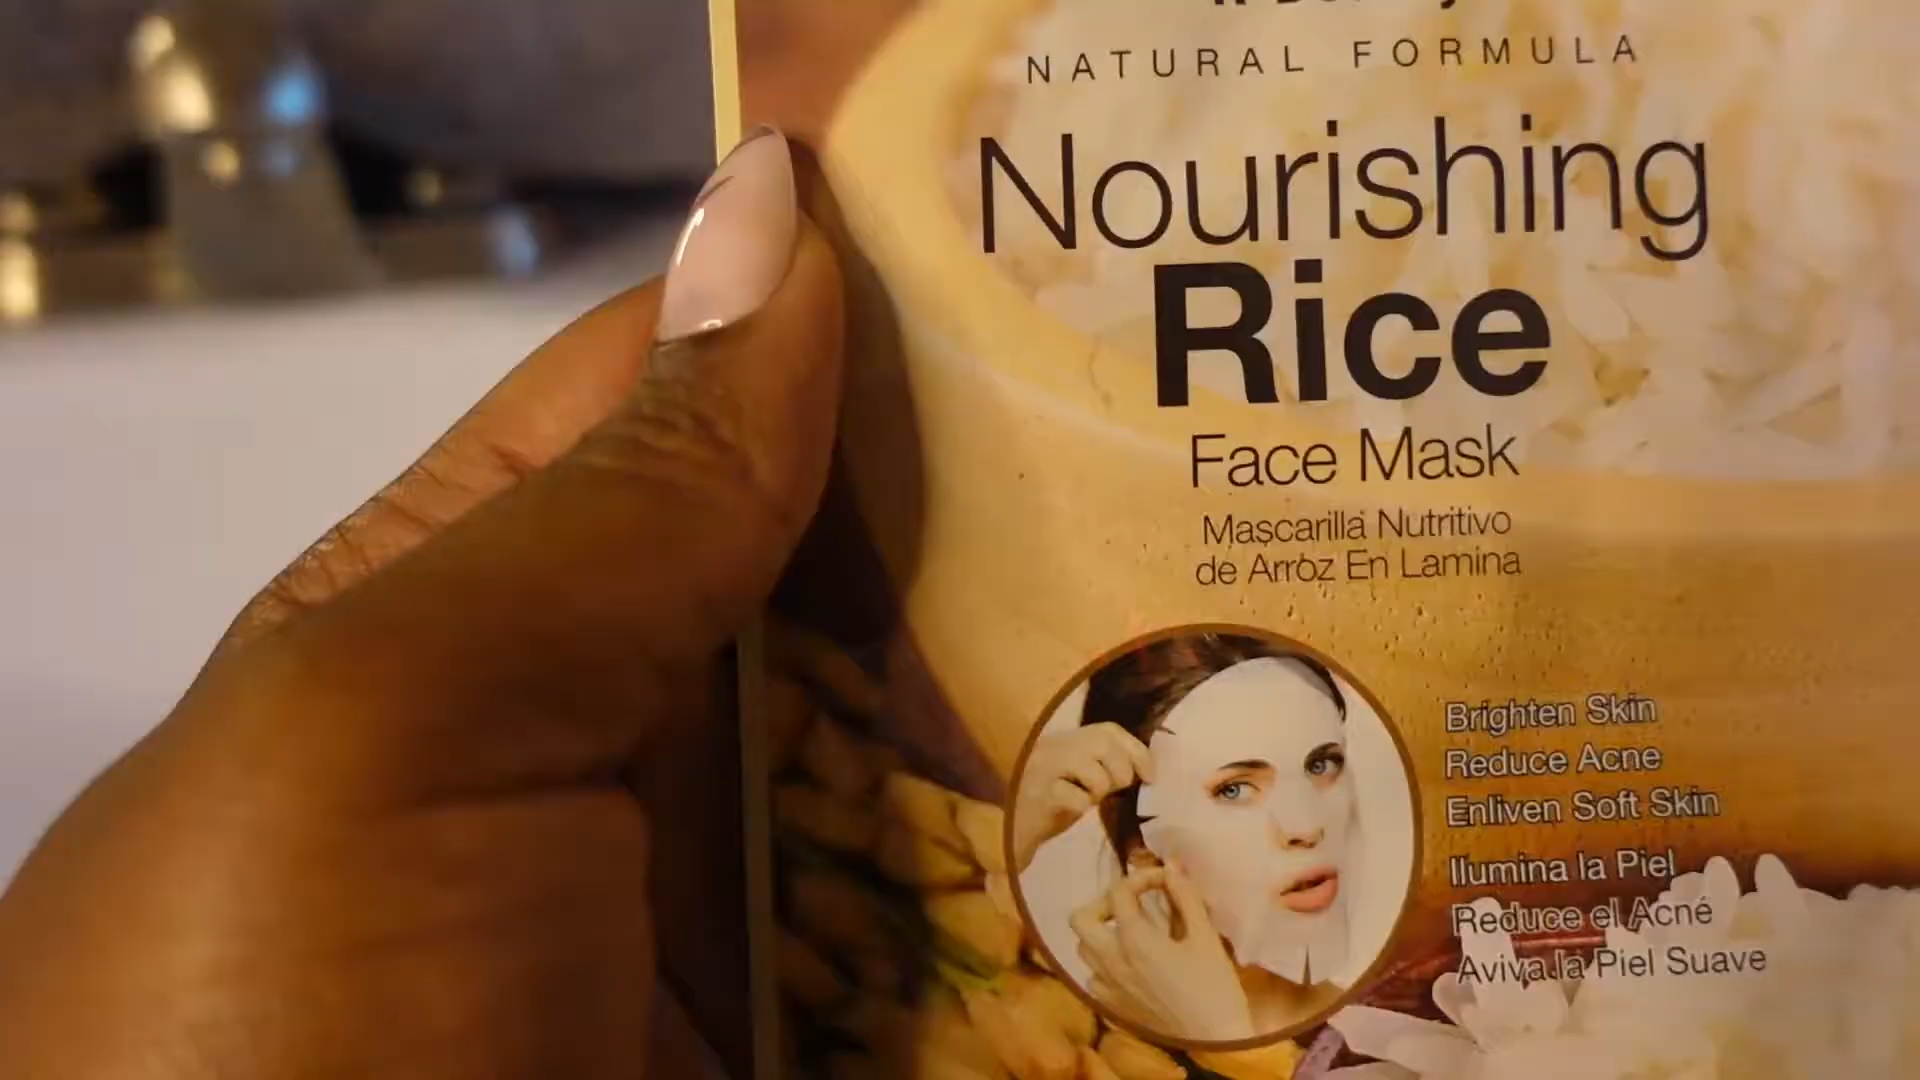 NATURAL FORMULA
Nourishing
Rice
Face Mask
Mascarilla Nutritivo
de Arroz En Lamina
Brighten Skin
Reduce Acne
Enliven Soft Skin
Ilumina la Piel
Reduce el Acné
Aviva la Piel Suave